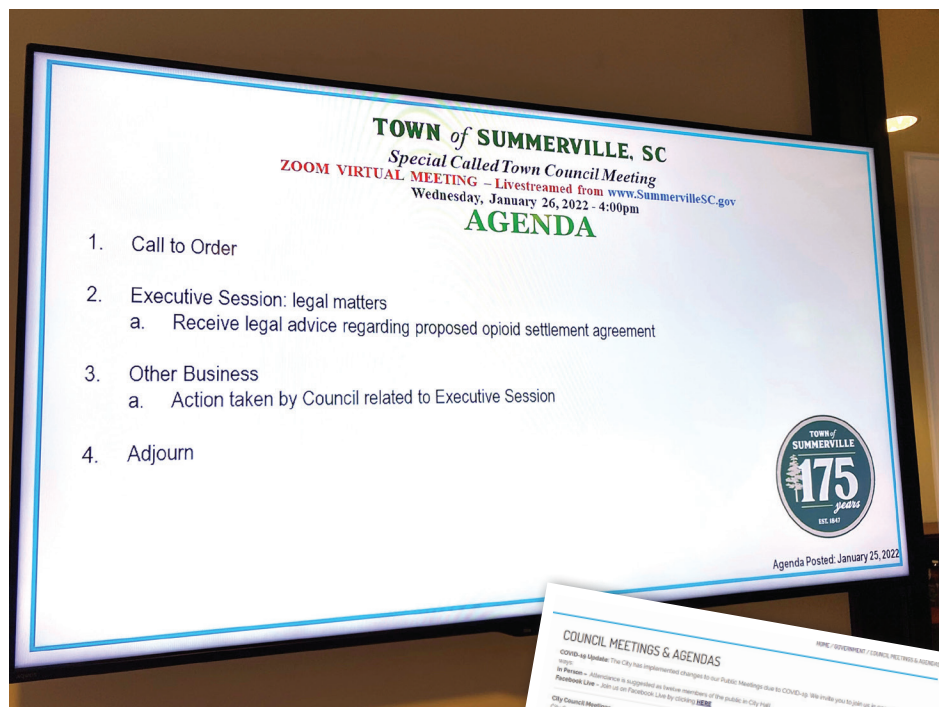 TOWN of SUMMERVILLE, SC
Special Called Town Council Meeting
ZOOM VIRTUAL MEETING – Livestreamed from www.SummervilleSC.gov
Wednesday, January 26, 2022 - 4:00pm
AGENDA
1. Call to Order
2. Executive Session: legal matters
a. Receive legal advice regarding proposed opioid settlement agreement
3. Other Business
a. Action taken by Council related to Executive Session
4. Adjourn
TOWN of
SUMMERVILLE
175
years
EST. 1847
Agenda Posted: January 25, 2022
HOME / GOVERNMENT / COUNCIL MEETINGS & AGENDAS
COUNCIL MEETINGS & AGENDAS
COVID-19 Update: The City has implemented changes to our Public Meetings due to COVID-19. We invite you to join us in
ways:
In Person – Attendance is suggested as twelve members of the public in City Hall
Facebook Live – Join us on Facebook Live by clicking HERE
City Council